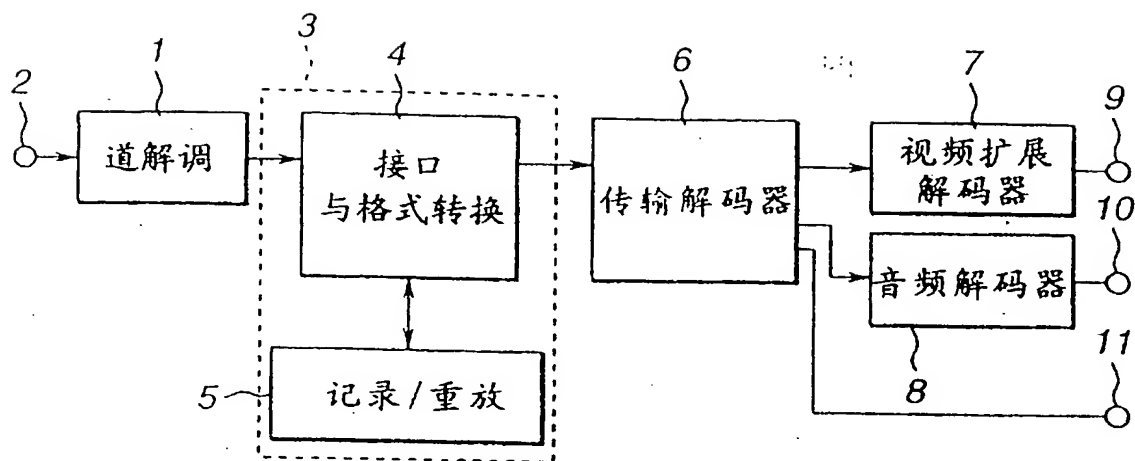 3
1
4
6
7
2
9
道解调
接口
与格式转换
传输解码器
视频扩展
解码器
10
音频解码器
11
5
记录/重放
8